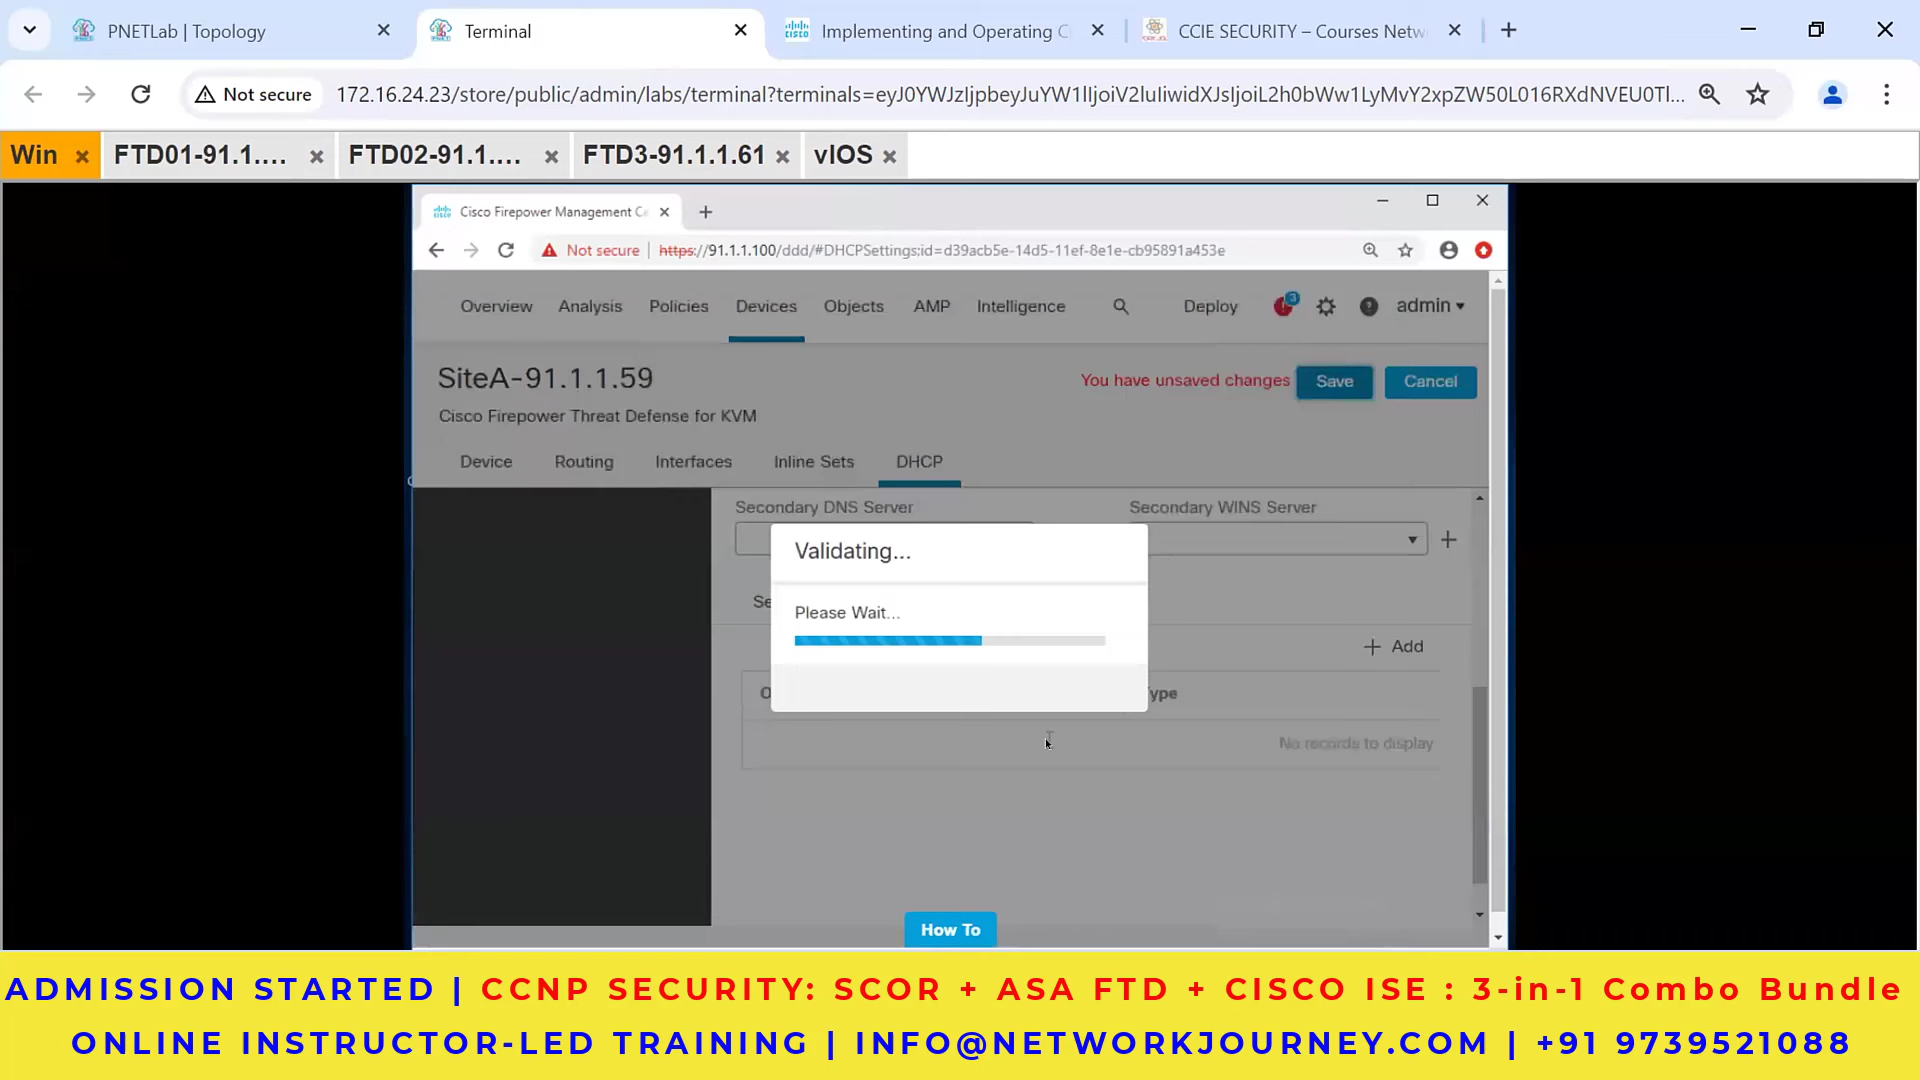 PNETLab | Topology
Terminal
Implementing and Operating C
CCIE SECURITY – Courses Netw
Not secure
172.16.24.23/store/public/admin/labs/terminal?terminals=eyJ0YWJzIjpbeyJuYW1lIjoiV2luIiwidXJsIjoiL2h0bWw1LyMvY2xpZW50L016RXdNVEU0Tl...
Win
FTD01-91.1....
FTD02-91.1....
FTD3-91.1.1.61
vIOS
Cisco Firepower Management Ce
Not secure
https://91.1.1.100/ddd/#DHCPSettings;id=d39acb5e-14d5-11ef-8e1e-cb95891a453e
Overview
Analysis
Policies
Devices
Objects
AMP
Intelligence
Deploy
3
admin
SiteA-91.1.1.59
You have unsaved changes
Save
Cancel
Cisco Firepower Threat Defense for KVM
Device
Routing
Interfaces
Inline Sets
DHCP
Secondary DNS Server
Secondary WINS Server
Validating...
Se
Please Wait...
Add
O
ype
No records to display
How To
ADMISSION STARTED | CCNP SECURITY: SCOR + ASA FTD + CISCO ISE : 3-in-1 Combo Bundle
ONLINE INSTRUCTOR-LED TRAINING | INFO@NETWORKJOURNEY.COM | +91 9739521088